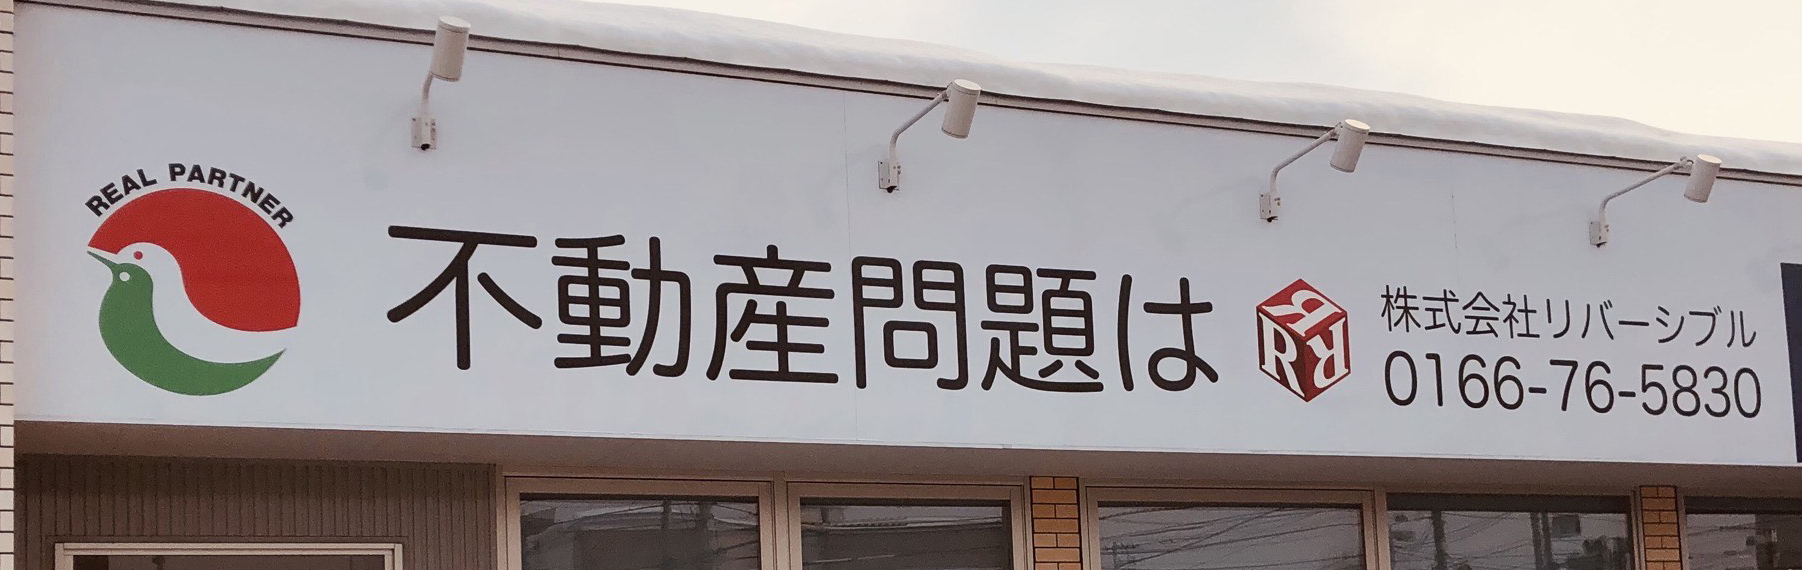 REAL PARTNER
不動産問題は
RRR
株式会社リバーシブル
0166-76-5830